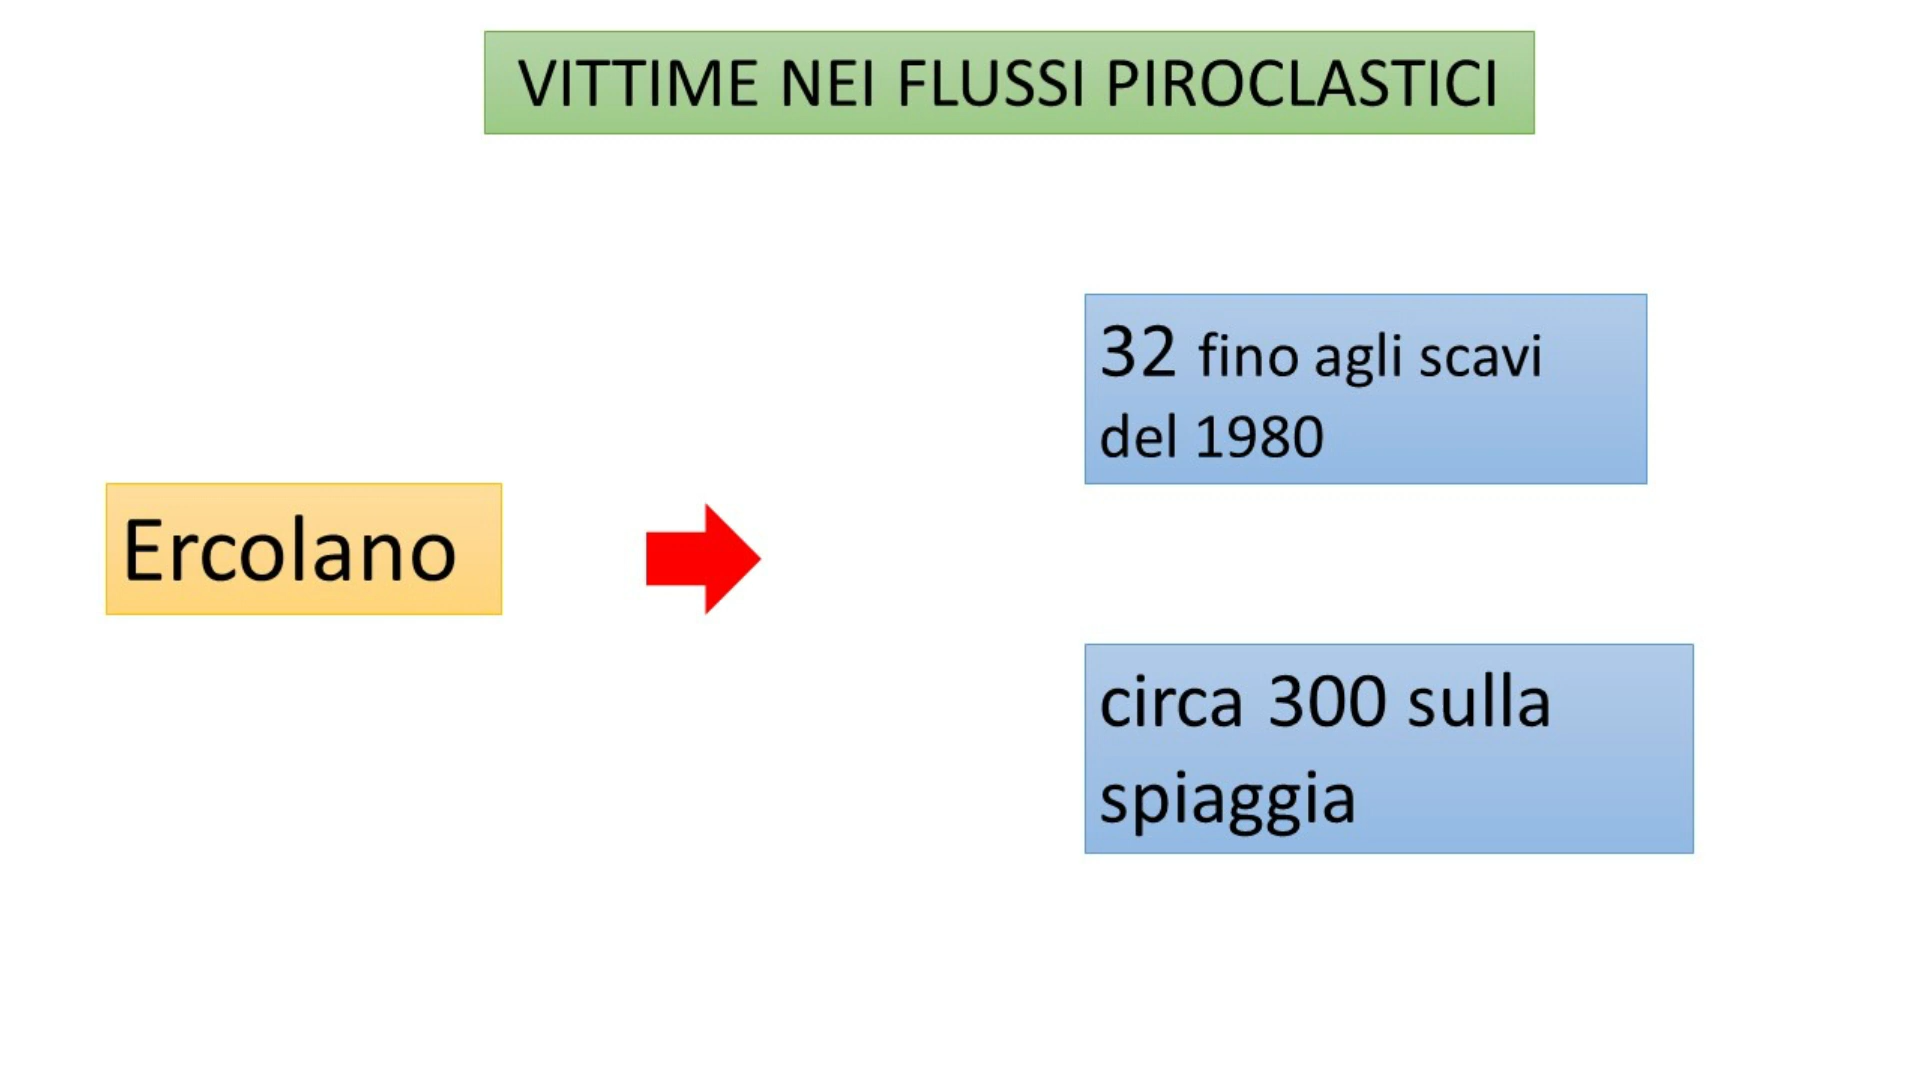 VITTIME NEI FLUSSI PIROCLASTICI
32 fino agli scavi
del 1980
Ercolano
circa 300 sulla
spiaggia